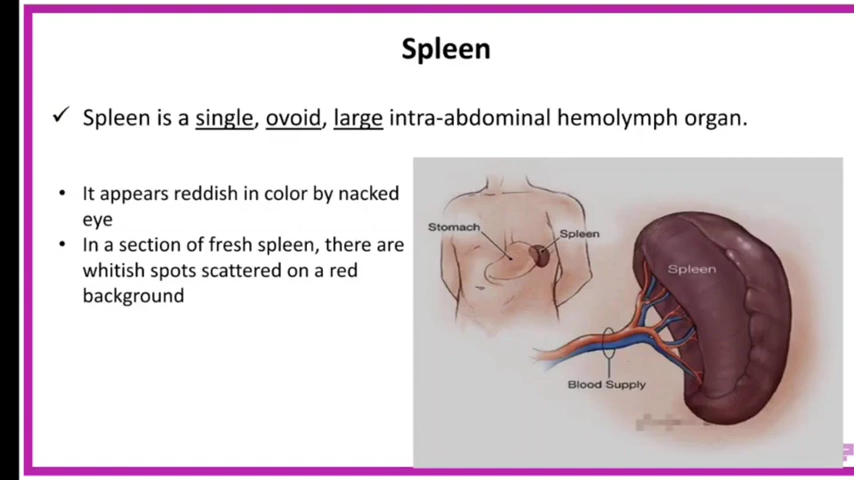 Spleen
✓ Spleen is a single, ovoid, large intra-abdominal hemolymph organ.
• It appears reddish in color by nacked
eye
• In a section of fresh spleen, there are
whitish spots scattered on a red
background
Stomach
Spleen
Spleen
Blood Supply